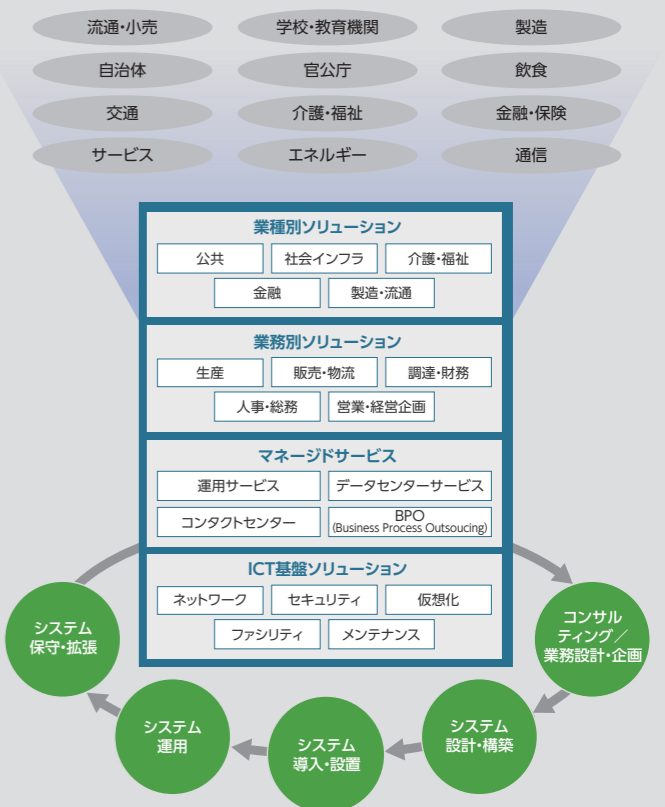 流通・小売
学校・教育機関
製造
自治体
官公庁
飲食
交通
介護・福祉
金融・保険
サービス
エネルギー
通信
業種別ソリューション
公共
社会インフラ
介護・福祉
金融
製造・流通
業務別ソリューション
生産
販売・物流
調達・財務
人事・総務
営業・経営企画
マネージドサービス
運用サービス
データセンターサービス
コンタクトセンター
BPO
(Business Process Outsoucing)
ICT基盤ソリューション
ネットワーク
セキュリティ
仮想化
ファシリティ
メンテナンス
コンサル
ティング／
業務設計・企画
システム
設計・構築
システム
導入・設置
システム
運用
システム
保守・拡張